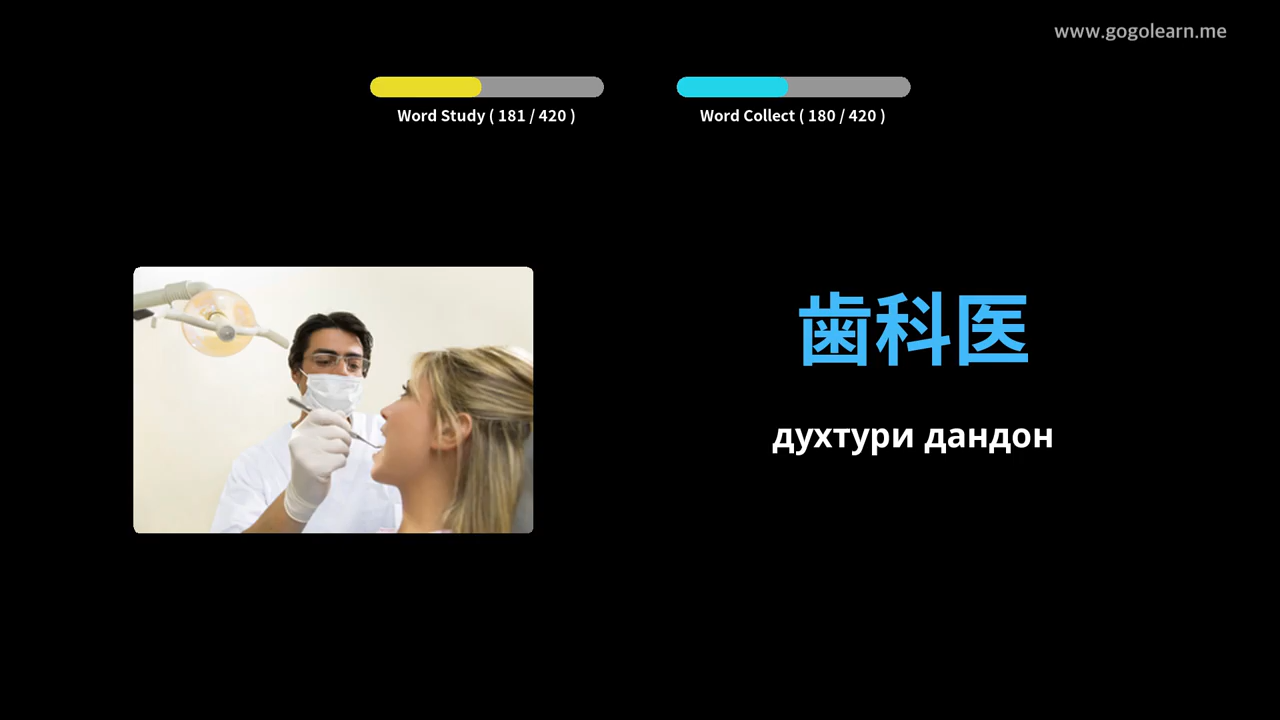 www.gogolearn.me
Word Study ( 181 / 420 )
Word Collect ( 180 / 420 )
歯科医
духтури дандон